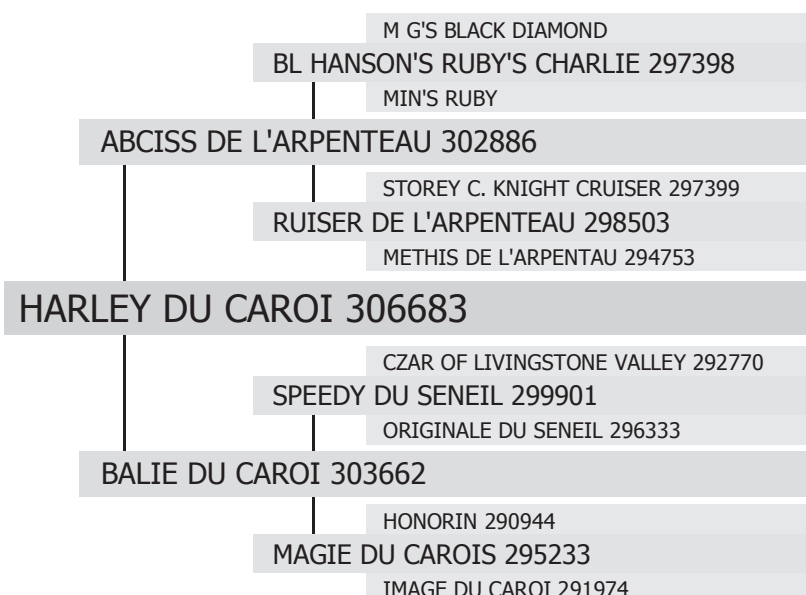 M G'S BLACK DIAMOND
BL HANSON'S RUBY'S CHARLIE 297398
MIN'S RUBY
ABCISS DE L'ARPENTEAU 302886
STOREY C. KNIGHT CRUISER 297399
RUISER DE L'ARPENTEAU 298503
METHIS DE L'ARPENTAU 294753
HARLEY DU CAROI 306683
CZAR OF LIVINGSTONE VALLEY 292770
SPEEDY DU SENEIL 299901
ORIGINALE DU SENEIL 296333
BALIE DU CAROI 303662
HONORIN 290944
MAGIE DU CAROIS 295233
IMAGE DU CAROI 291974